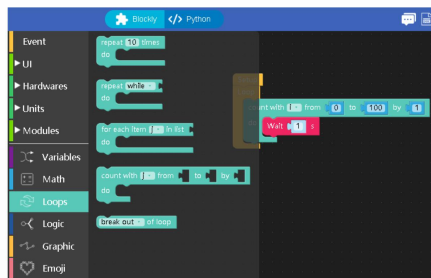 Blockly </> Python
Event
UI
Hardwares
Units
Modules
Variables
Math
Loops
Logic
Graphic
Emoji
repeat 10 times
do
repeat while
do
for each item in list
do
count with from to by
do
break out of loop
count with from 0 to 100 by 1
Wait 1 s